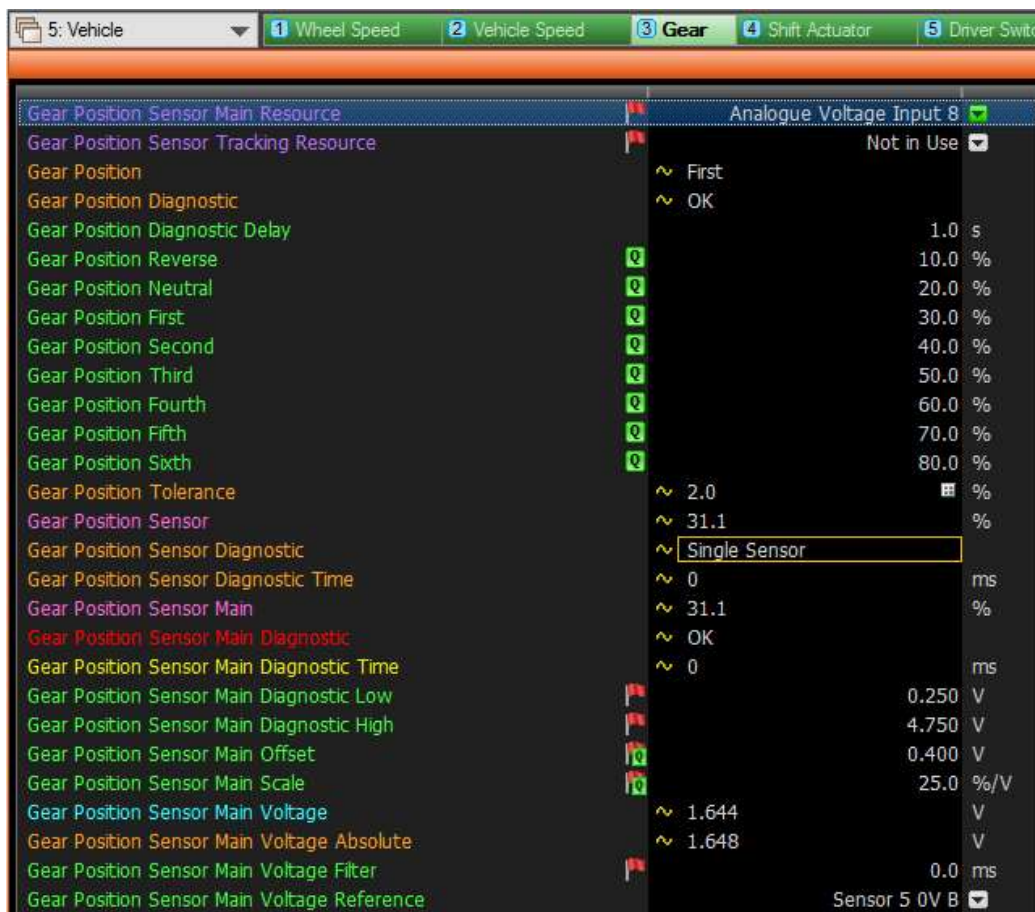 5: Vehicle 1 Wheel Speed 2 Vehicle Speed 3 Gear 4 Shift Actuator 5 Driver Switc
Gear Position Sensor Main Resource Analogue Voltage Input 8
Gear Position Sensor Tracking Resource Not in Use
Gear Position ~ First
Gear Position Diagnostic ~ OK
Gear Position Diagnostic Delay 1.0 s
Gear Position Reverse Q 10.0 %
Gear Position Neutral Q 20.0 %
Gear Position First Q 30.0 %
Gear Position Second Q 40.0 %
Gear Position Third Q 50.0 %
Gear Position Fourth Q 60.0 %
Gear Position Fifth Q 70.0 %
Gear Position Sixth Q 80.0 %
Gear Position Tolerance ~ 2.0 %
Gear Position Sensor ~ 31.1 %
Gear Position Sensor Diagnostic ~ Single Sensor
Gear Position Sensor Diagnostic Time ~ 0 ms
Gear Position Sensor Main ~ 31.1 %
Gear Position Sensor Main Diagnostic ~ OK
Gear Position Sensor Main Diagnostic Time ~ 0 ms
Gear Position Sensor Main Diagnostic Low 0.250 V
Gear Position Sensor Main Diagnostic High 4.750 V
Gear Position Sensor Main Offset Q 0.400 V
Gear Position Sensor Main Scale Q 25.0 %/V
Gear Position Sensor Main Voltage ~ 1.644 V
Gear Position Sensor Main Voltage Absolute ~ 1.648 V
Gear Position Sensor Main Voltage Filter 0.0 ms
Gear Position Sensor Main Voltage Reference Sensor 5 0V B